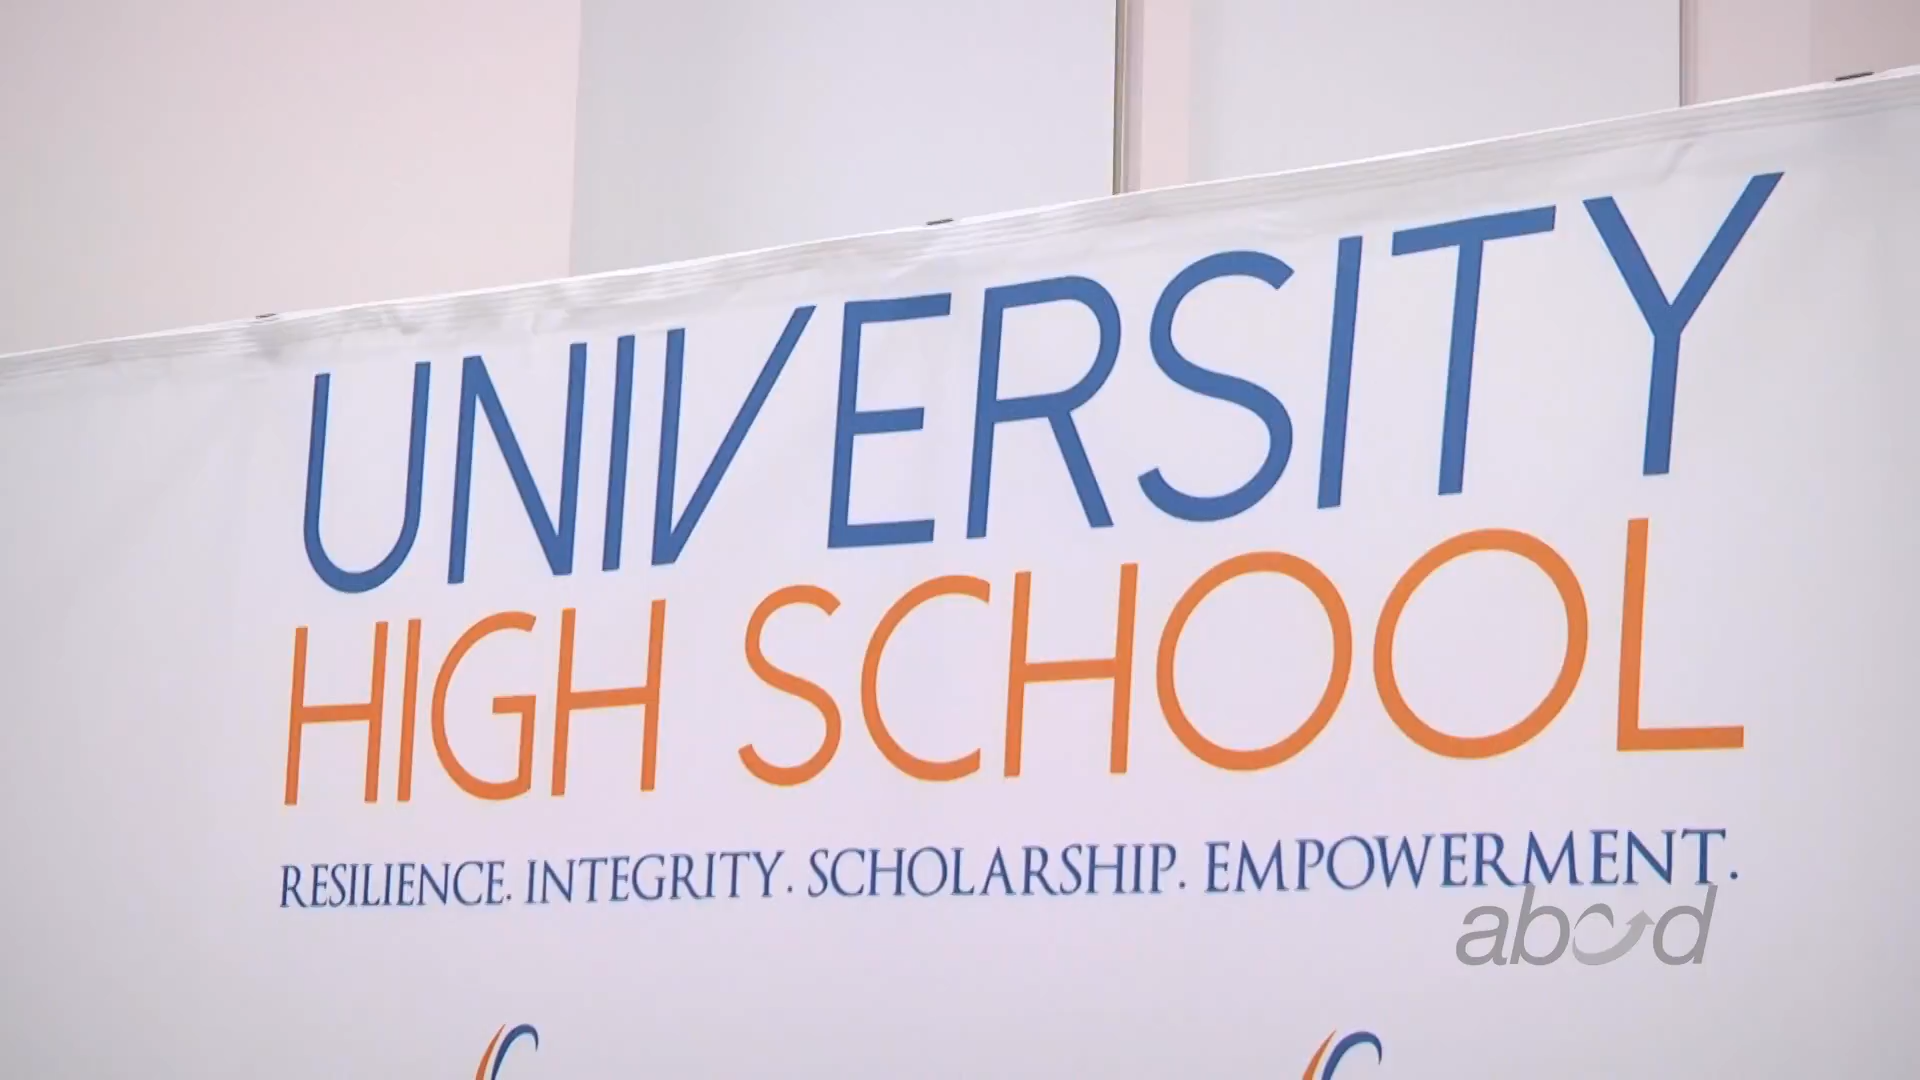 UNIVERSITY
HIGH SCHOOL
RESILIENCE. INTEGRITY. SCHOLARSHIP. EMPOWERMENT.
abcd